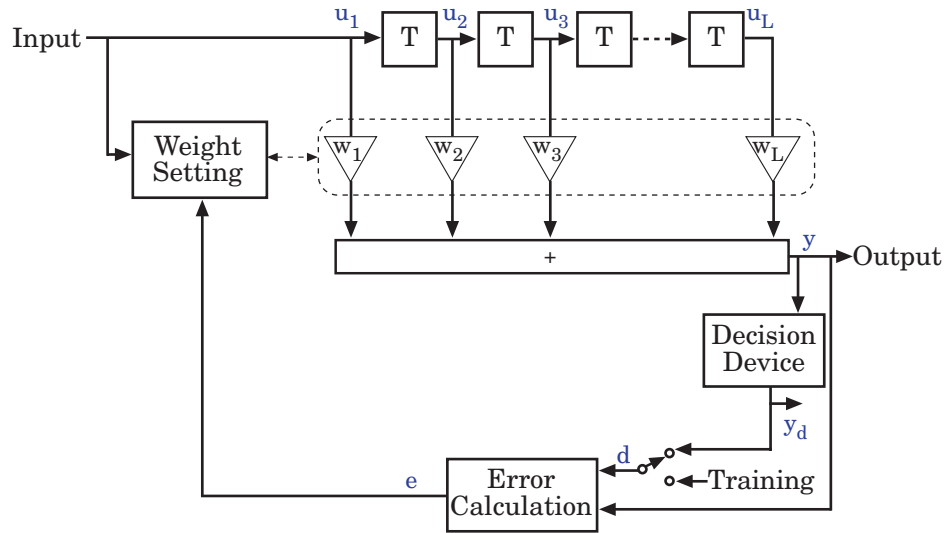 Input
u1
T
u2
T
u3
T
T
uL
Weight
Setting
w1
w2
w3
wL
+
y
Output
Decision
Device
yd
d
Training
Error
Calculation
e